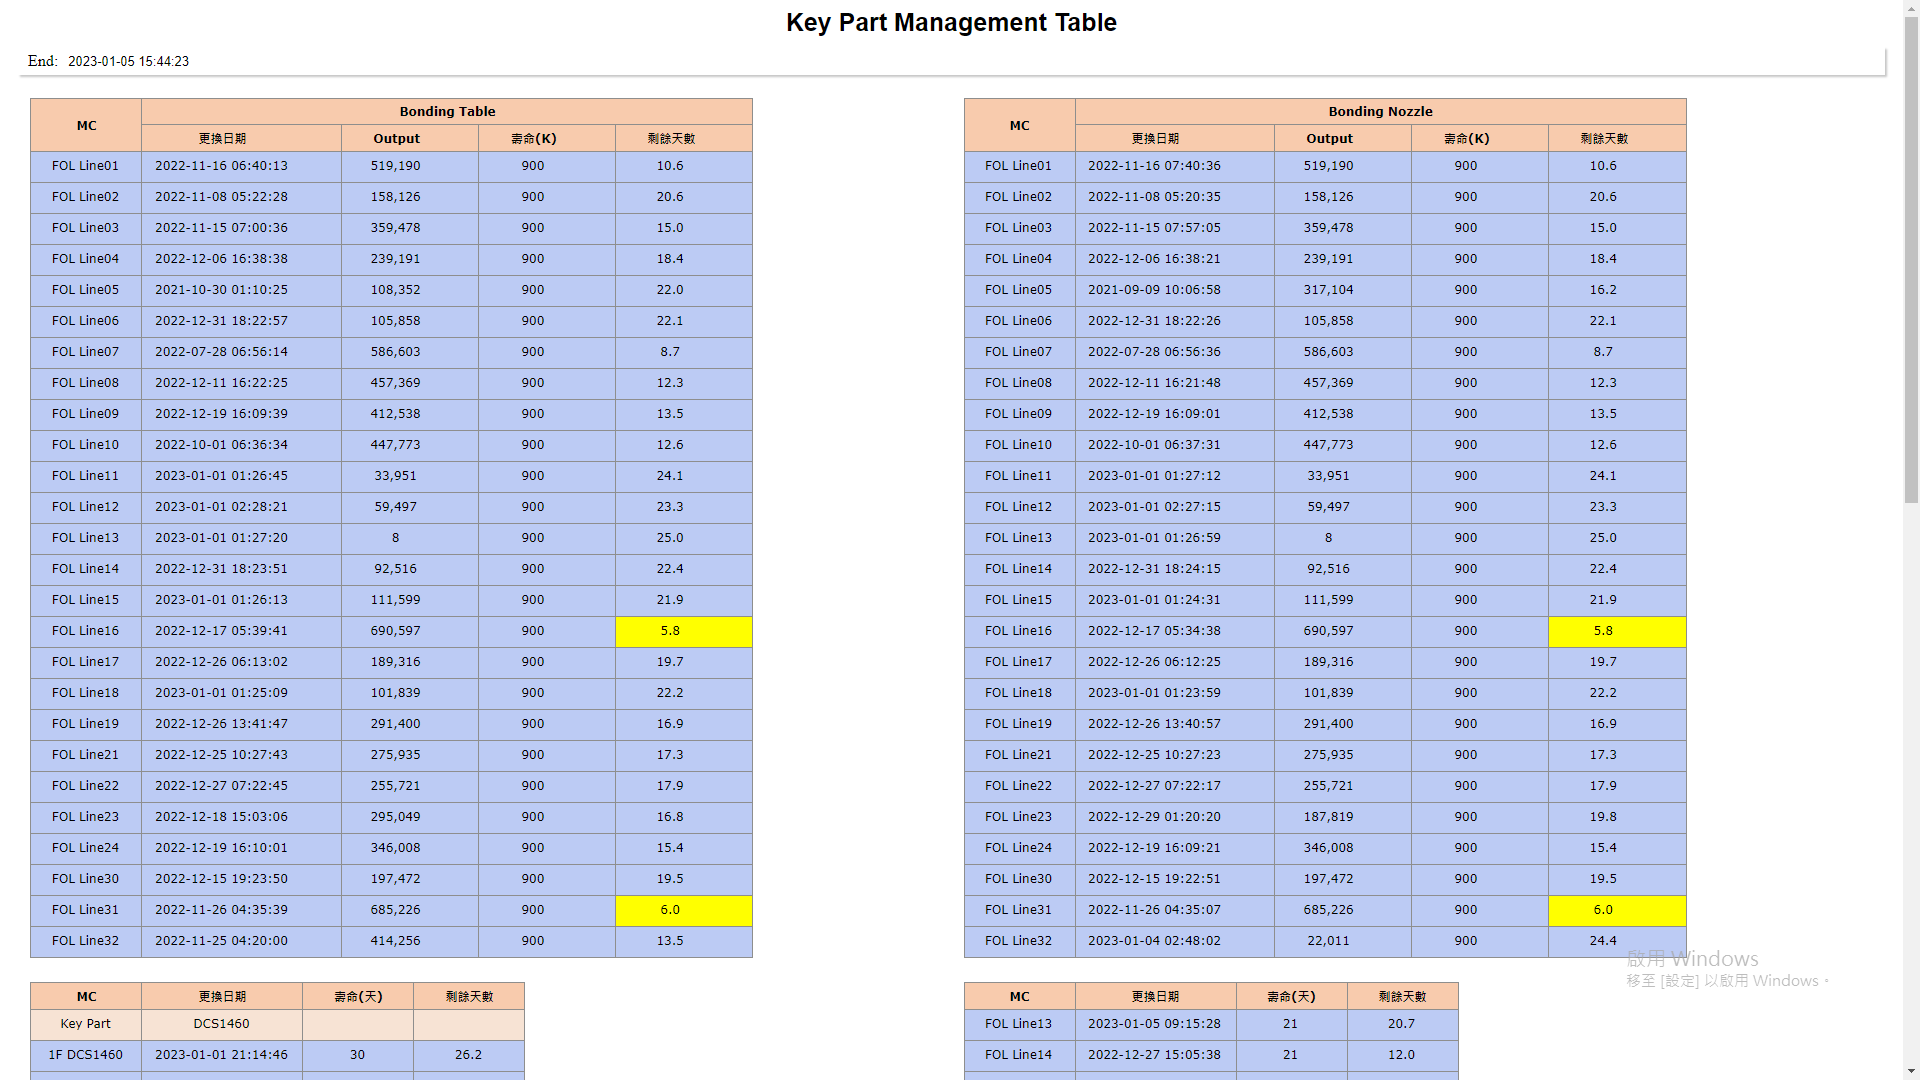 Key Part Management Table
End: 2023-01-05 15:44:23
MC Bonding Table
更換日期 Output 壽命(K) 剩餘天數
FOL Line01 2022-11-16 06:40:13 519,190 900 10.6
FOL Line02 2022-11-08 05:22:28 158,126 900 20.6
FOL Line03 2022-11-15 07:00:36 359,478 900 15.0
FOL Line04 2022-12-06 16:38:38 239,191 900 18.4
FOL Line05 2021-10-30 01:10:25 108,352 900 22.0
FOL Line06 2022-12-31 18:22:57 105,858 900 22.1
FOL Line07 2022-07-28 06:56:14 586,603 900 8.7
FOL Line08 2022-12-11 16:22:25 457,369 900 12.3
FOL Line09 2022-12-19 16:09:39 412,538 900 13.5
FOL Line10 2022-10-01 06:36:34 447,773 900 12.6
FOL Line11 2023-01-01 01:26:45 33,951 900 24.1
FOL Line12 2023-01-01 02:28:21 59,497 900 23.3
FOL Line13 2023-01-01 01:27:20 8 900 25.0
FOL Line14 2022-12-31 18:23:51 92,516 900 22.4
FOL Line15 2023-01-01 01:26:13 111,599 900 21.9
FOL Line16 2022-12-17 05:39:41 690,597 900 5.8
FOL Line17 2022-12-26 06:13:02 189,316 900 19.7
FOL Line18 2023-01-01 01:25:09 101,839 900 22.2
FOL Line19 2022-12-26 13:41:47 291,400 900 16.9
FOL Line21 2022-12-25 10:27:43 275,935 900 17.3
FOL Line22 2022-12-27 07:22:45 255,721 900 17.9
FOL Line23 2022-12-18 15:03:06 295,049 900 16.8
FOL Line24 2022-12-19 16:10:01 346,008 900 15.4
FOL Line30 2022-12-15 19:23:50 197,472 900 19.5
FOL Line31 2022-11-26 04:35:39 685,226 900 6.0
FOL Line32 2022-11-25 04:20:00 414,256 900 13.5
MC Bonding Nozzle
更換日期 Output 壽命(K) 剩餘天數
FOL Line01 2022-11-16 07:40:36 519,190 900 10.6
FOL Line02 2022-11-08 05:20:35 158,126 900 20.6
FOL Line03 2022-11-15 07:57:05 359,478 900 15.0
FOL Line04 2022-12-06 16:38:21 239,191 900 18.4
FOL Line05 2021-09-09 10:06:58 317,104 900 16.2
FOL Line06 2022-12-31 18:22:26 105,858 900 22.1
FOL Line07 2022-07-28 06:56:36 586,603 900 8.7
FOL Line08 2022-12-11 16:21:48 457,369 900 12.3
FOL Line09 2022-12-19 16:09:01 412,538 900 13.5
FOL Line10 2022-10-01 06:37:31 447,773 900 12.6
FOL Line11 2023-01-01 01:27:12 33,951 900 24.1
FOL Line12 2023-01-01 02:27:15 59,497 900 23.3
FOL Line13 2023-01-01 01:26:59 8 900 25.0
FOL Line14 2022-12-31 18:24:15 92,516 900 22.4
FOL Line15 2023-01-01 01:24:31 111,599 900 21.9
FOL Line16 2022-12-17 05:34:38 690,597 900 5.8
FOL Line17 2022-12-26 06:12:25 189,316 900 19.7
FOL Line18 2023-01-01 01:23:59 101,839 900 22.2
FOL Line19 2022-12-26 13:40:57 291,400 900 16.9
FOL Line21 2022-12-25 10:27:23 275,935 900 17.3
FOL Line22 2022-12-27 07:22:17 255,721 900 17.9
FOL Line23 2022-12-29 01:20:20 187,819 900 19.8
FOL Line24 2022-12-19 16:09:21 346,008 900 15.4
FOL Line30 2022-12-15 19:22:51 197,472 900 19.5
FOL Line31 2022-11-26 04:35:07 685,226 900 6.0
FOL Line32 2023-01-04 02:48:02 22,011 900 24.4
MC 更換日期 壽命(天) 剩餘天數
Key Part DCS1460
1F DCS1460 2023-01-01 21:14:46 30 26.2
MC 更換日期 壽命(天) 剩餘天數
FOL Line13 2023-01-05 09:15:28 21 20.7
FOL Line14 2022-12-27 15:05:38 21 12.0
啟用 Windows
移至 [設定] 以啟用 Windows。